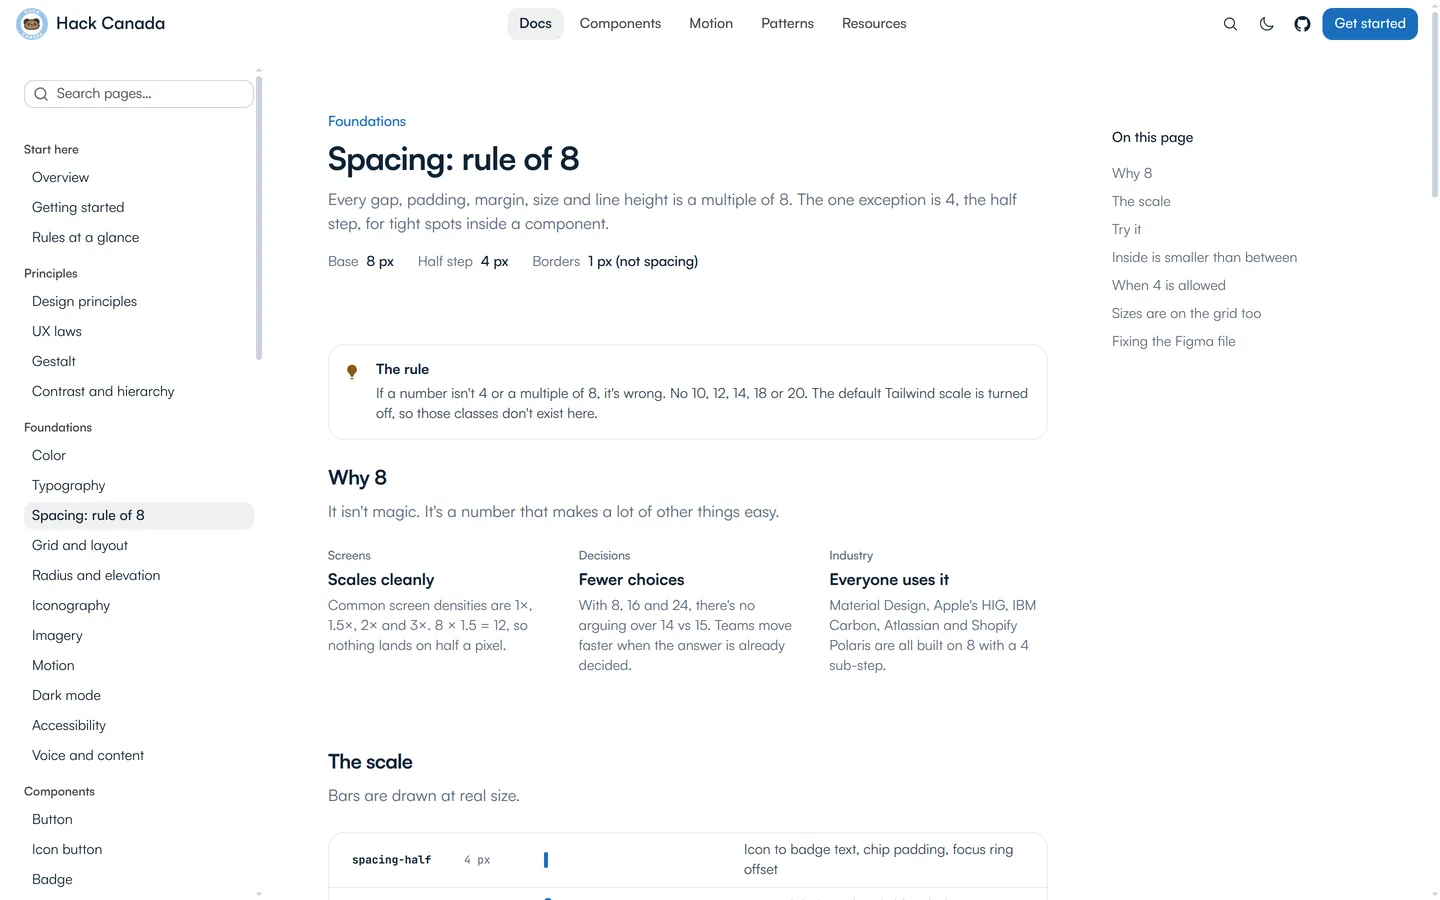 Hack Canada
Docs
Components
Motion
Patterns
Resources
Get started
Search pages...
Start here
Overview
Getting started
Rules at a glance
Principles
Design principles
UX laws
Gestalt
Contrast and hierarchy
Foundations
Color
Typography
Spacing: rule of 8
Grid and layout
Radius and elevation
Iconography
Imagery
Motion
Dark mode
Accessibility
Voice and content
Components
Button
Icon button
Badge
Foundations
Spacing: rule of 8
Every gap, padding, margin, size and line height is a multiple of 8. The one exception is 4, the half
step, for tight spots inside a component.
Base 8 px Half step 4 px Borders 1 px (not spacing)
The rule
If a number isn't 4 or a multiple of 8, it's wrong. No 10, 12, 14, 18 or 20. The default Tailwind scale is turned
off, so those classes don't exist here.
Why 8
It isn't magic. It's a number that makes a lot of other things easy.
Screens
Scales cleanly
Common screen densities are 1×,
1.5×, 2× and 3×. 8 × 1.5 = 12, so
nothing lands on half a pixel.
Decisions
Fewer choices
With 8, 16 and 24, there's no
arguing over 14 vs 15. Teams move
faster when the answer is already
decided.
Industry
Everyone uses it
Material Design, Apple's HIG, IBM
Carbon, Atlassian and Shopify
Polaris are all built on 8 with a 4
sub-step.
The scale
Bars are drawn at real size.
spacing-half 4 px
Icon to badge text, chip padding, focus ring
offset
On this page
Why 8
The scale
Try it
Inside is smaller than between
When 4 is allowed
Sizes are on the grid too
Fixing the Figma file